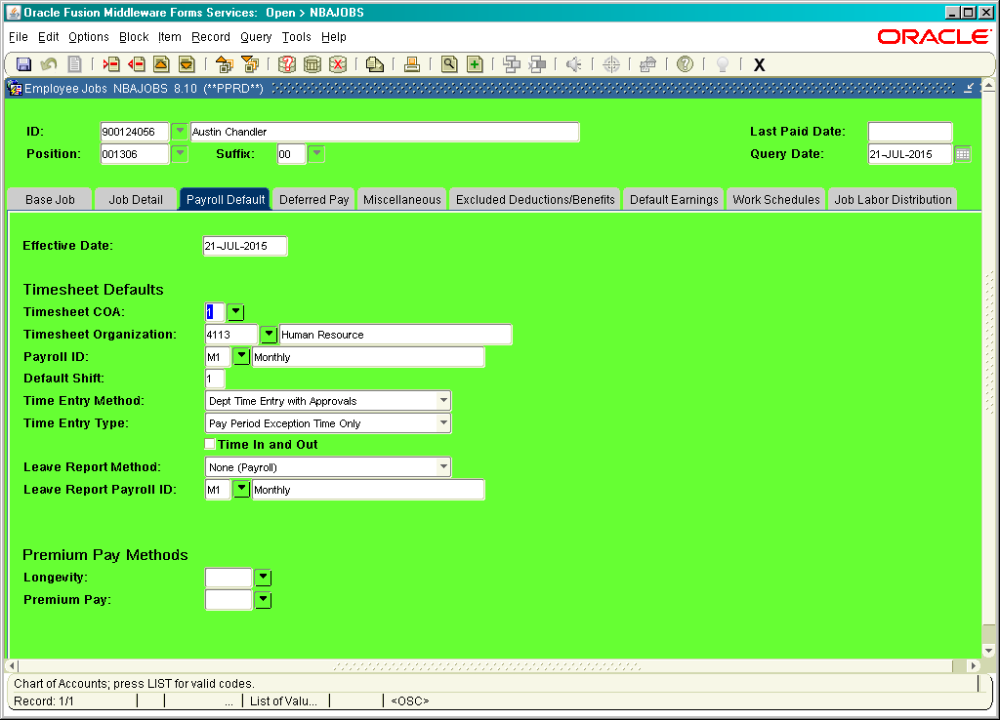 Oracle Fusion Middleware Forms Services: Open > NBAJOBS
File Edit Options Block Item Record Query Tools Help
ORACLE
X
Employee Jobs NBAJOBS 8.10 (**PPRD**)
ID: 900124056 Austin Chandler Last Paid Date:
Position: 001306 Suffix: 00 Query Date: 21-JUL-2015
Base Job Job Detail Payroll Default Deferred Pay Miscellaneous Excluded Deductions/Benefits Default Earnings Work Schedules Job Labor Distribution
Effective Date: 21-JUL-2015
Timesheet Defaults
Timesheet COA: 1
Timesheet Organization: 4113 Human Resource
Payroll ID: M1 Monthly
Default Shift: 1
Time Entry Method: Dept Time Entry with Approvals
Time Entry Type: Pay Period Exception Time Only
Time In and Out
Leave Report Method: None (Payroll)
Leave Report Payroll ID: M1 Monthly
Premium Pay Methods
Longevity:
Premium Pay:
Chart of Accounts; press LIST for valid codes.
Record: 1/1 ... List of Valu... <OSC>